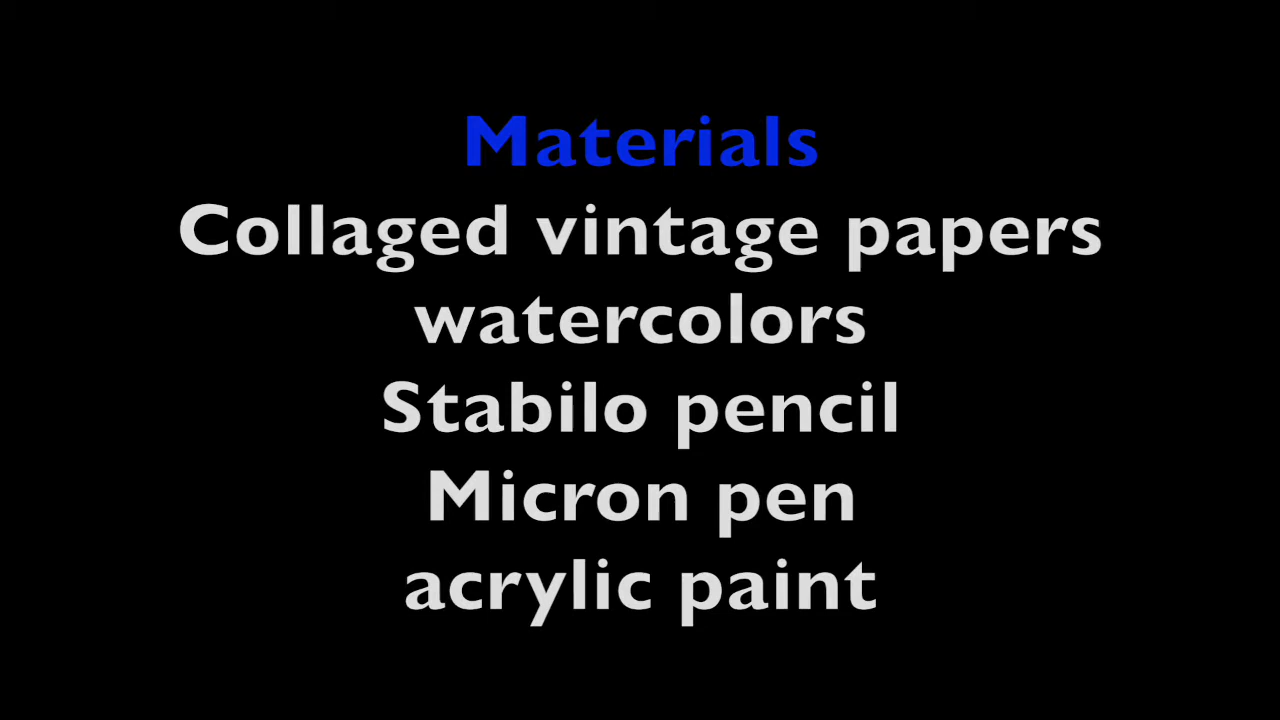 Materials
Collaged vintage papers
watercolors
Stabilo pencil
Micron pen
acrylic paint